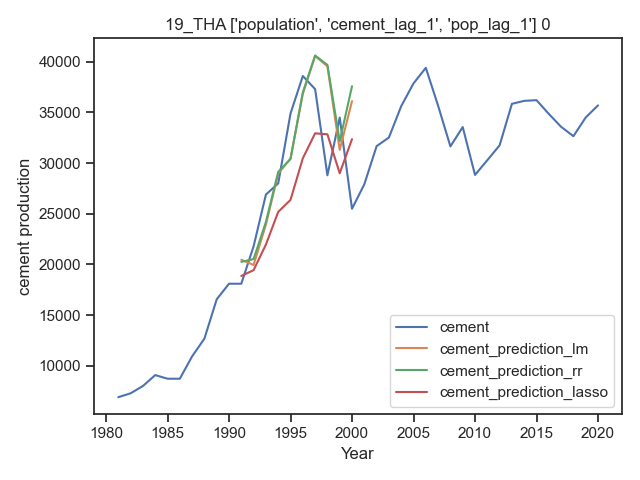 19_THA ['population', 'cement_lag_1', 'pop_lag_1'] 0
cement production
40000
35000
30000
25000
20000
15000
10000
cement
cement_prediction_lm
cement_prediction_rr
cement_prediction_lasso
1980 1985 1990 1995 2000 2005 2010 2015 2020
Year